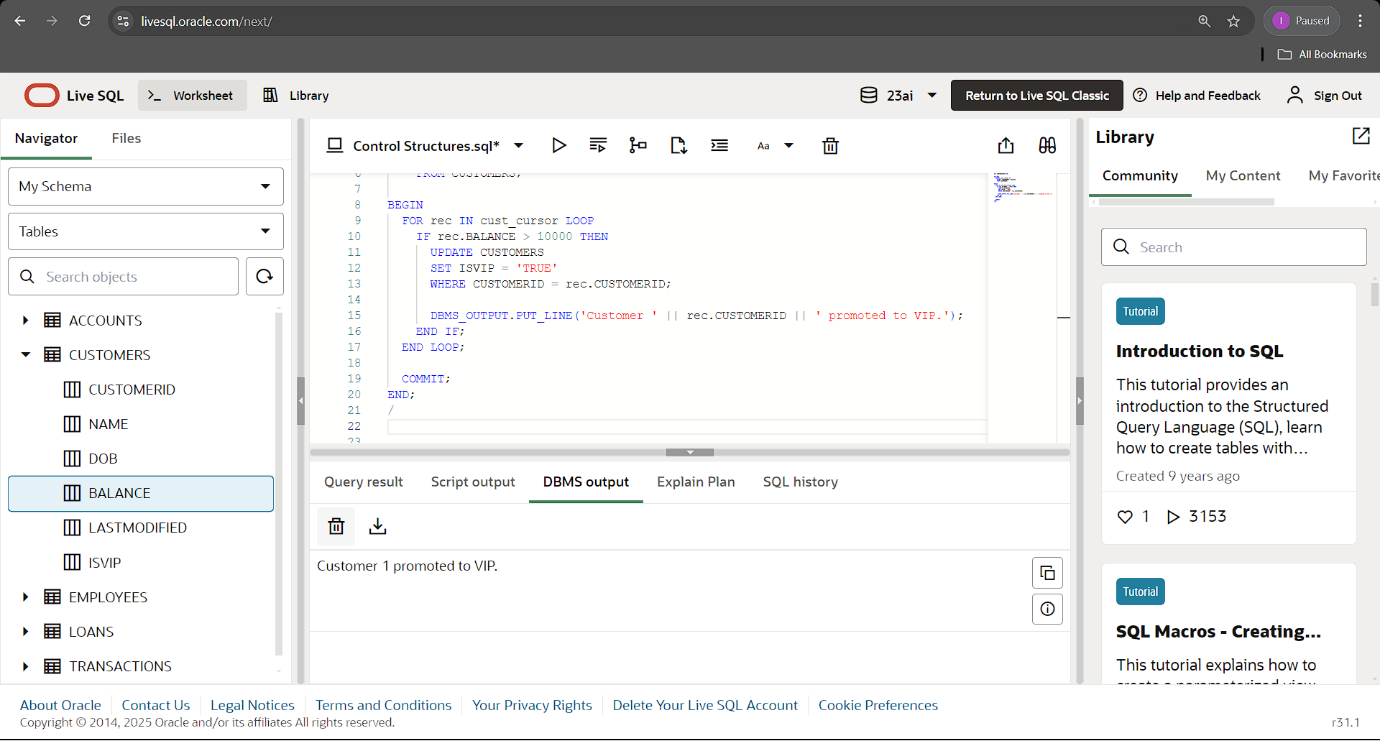 livesql.oracle.com/next/
Paused
All Bookmarks
Live SQL
Worksheet
Library
23ai
Return to Live SQL Classic
Help and Feedback
Sign Out
Navigator
Files
My Schema
Tables
Search objects
ACCOUNTS
CUSTOMERS
CUSTOMERID
NAME
DOB
BALANCE
LASTMODIFIED
ISVIP
EMPLOYEES
LOANS
TRANSACTIONS
Control Structures.sql*
Aa
6 FROM CUSTOMERS;
7
8 BEGIN
9 FOR rec IN cust_cursor LOOP
10 IF rec.BALANCE > 10000 THEN
11 UPDATE CUSTOMERS
12 SET ISVIP = 'TRUE'
13 WHERE CUSTOMERID = rec.CUSTOMERID;
14
15 DBMS_OUTPUT.PUT_LINE('Customer ' || rec.CUSTOMERID || ' promoted to VIP.');
16 END IF;
17 END LOOP;
18
19 COMMIT;
20 END;
21 /
22
23
Query result
Script output
DBMS output
Explain Plan
SQL history
Customer 1 promoted to VIP.
Library
Community
My Content
My Favorite
Search
Tutorial
Introduction to SQL
This tutorial provides an
introduction to the Structured
Query Language (SQL), learn
how to create tables with...
Created 9 years ago
1
3153
Tutorial
SQL Macros - Creating...
This tutorial explains how to
create a parameterized view
About Oracle
Contact Us
Legal Notices
Terms and Conditions
Your Privacy Rights
Delete Your Live SQL Account
Cookie Preferences
Copyright © 2014, 2025 Oracle and/or its affiliates All rights reserved.
r31.1